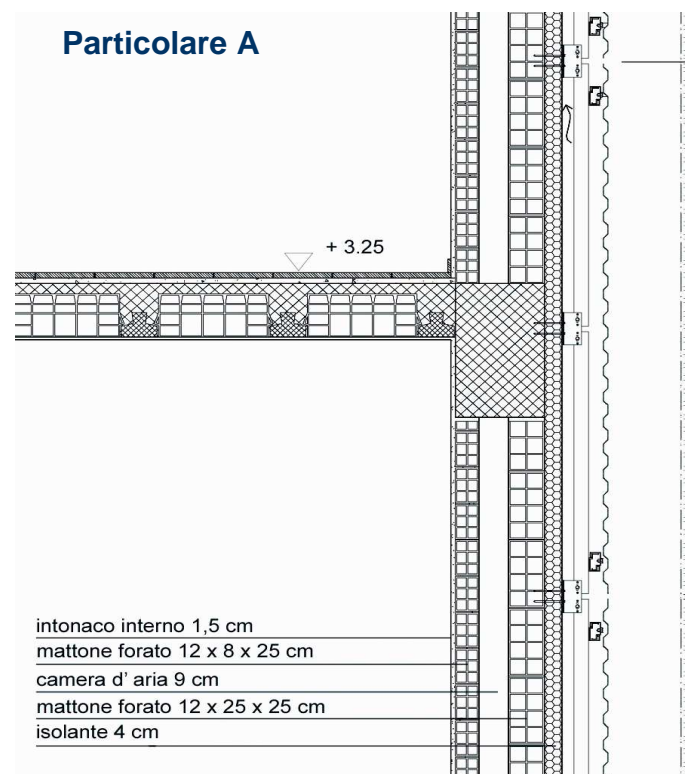 Particolare A
+ 3.25
intonaco interno 1,5 cm
mattone forato 12 x 8 x 25 cm
camera d' aria 9 cm
mattone forato 12 x 25 x 25 cm
isolante 4 cm